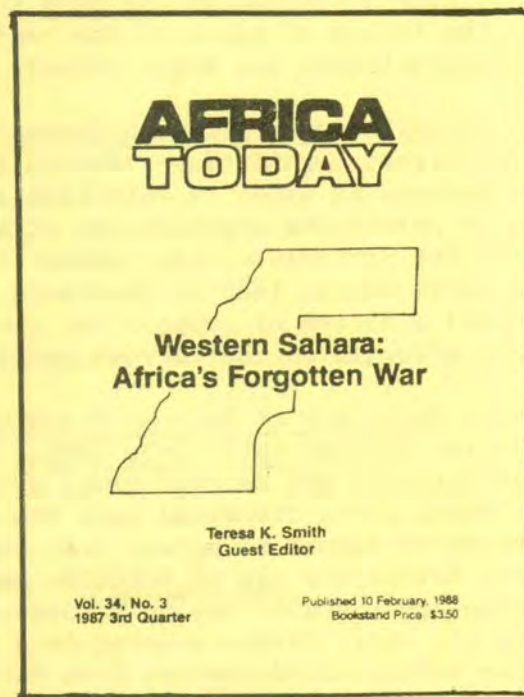 AFRICA
TODAY
Western Sahara:
Africa's Forgotten War
Teresa K. Smith
Guest Editor
Vol. 34, No. 3
1987 3rd Quarter
Published 10 February, 1988
Bookstand Price, $3.50